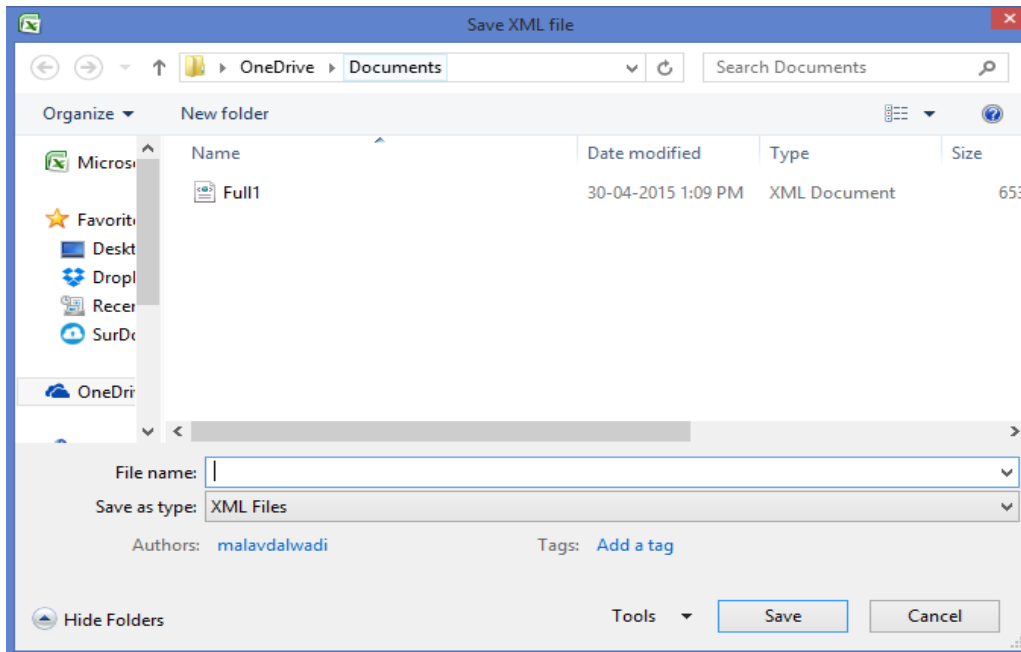 Save XML file
OneDrive Documents
Search Documents
Organize
New folder
Name
Date modified
Type
Size
Full1
30-04-2015 1:09 PM
XML Document
653
Micros
Favorit
Deskt
Drop
Recer
SurDo
OneDri
File name:
Save as type: XML Files
Authors: malavdalwadi
Tags: Add a tag
Hide Folders
Tools
Save
Cancel